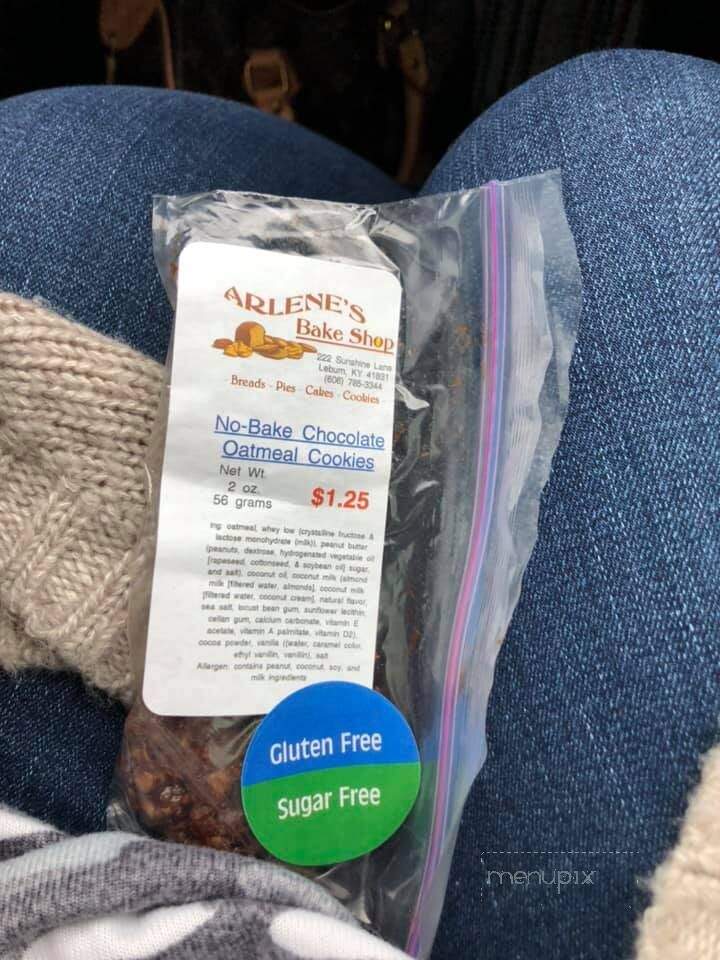 ARLENE'S
Bake Shop
222 Sunshine Lane
Leburn, KY 41831
(606) 785-3344
Breads - Pies - Cakes - Cookies
No-Bake Chocolate
Oatmeal Cookies
Net Wt.
2 oz.
56 grams
$1.25
Ing: oatmeal, whey low (crystalline fructose &
lactose monohydrate (milk)), peanut butter
(peanuts, dextrose, hydrogenated vegetable oil
[rapeseed, cottonseed, & soybean oil] sugar,
and salt), coconut oil, coconut milk (almond
milk [filtered water, almonds], coconut milk
[filtered water, coconut cream], natural flavor,
sea salt, locust bean gum, sunflower lecithin,
cellan gum, calcium carbonate, vitamin E
acetate, vitamin A palmitate, vitamin D2),
cocoa powder, vanilla ((water, caramel color,
ethyl vanillin, vanillin), salt
Allergen: contains peanut, coconut, soy, and
milk ingredients
Gluten Free
Sugar Free
menupix